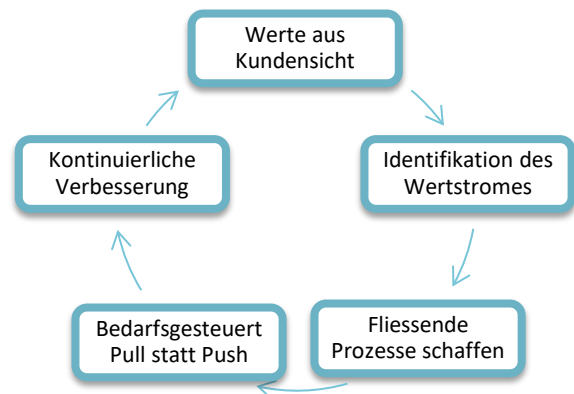 Werte aus
Kundensicht
Identifikation des
Wertstromes
Fliessende
Prozesse schaffen
Bedarfsgesteuert
Pull statt Push
Kontinuierliche
Verbesserung